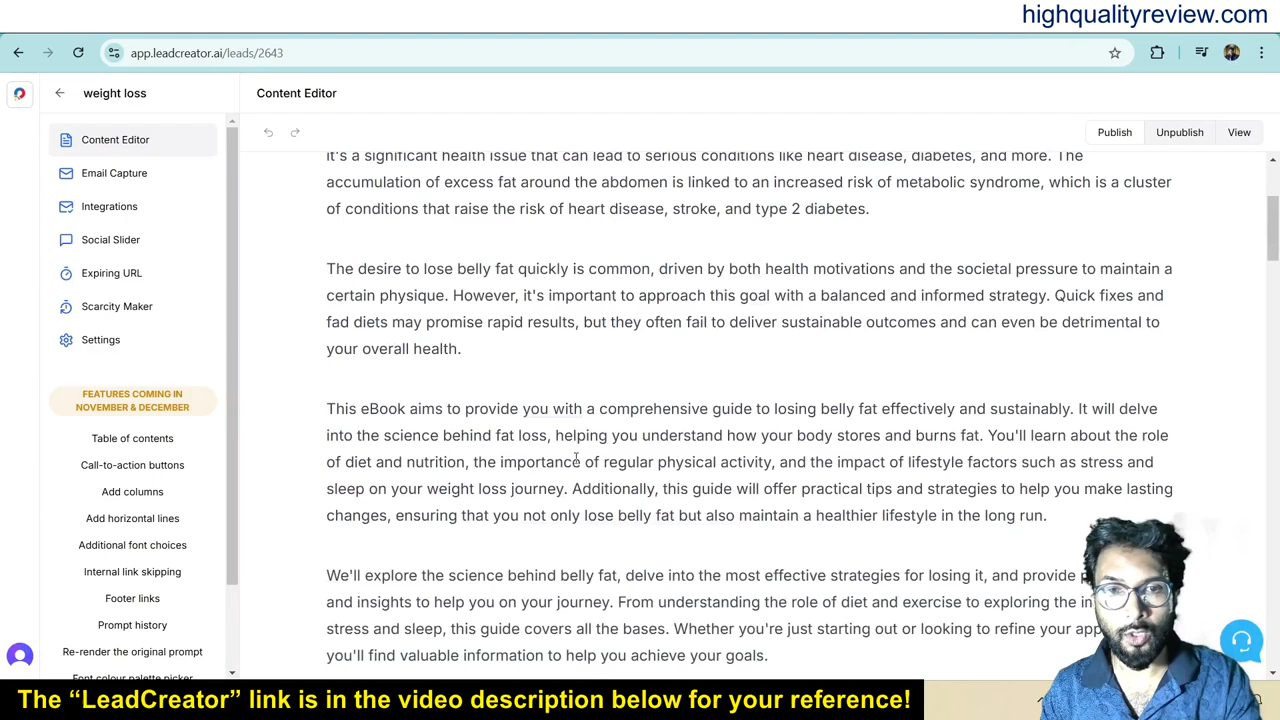 highqualityreview.com
app.leadcreator.ai/leads/2643
weight loss
Content Editor
Content Editor
Email Capture
Integrations
Social Slider
Expiring URL
Scarcity Maker
Settings
FEATURES COMING IN
NOVEMBER & DECEMBER
Table of contents
Call-to-action buttons
Add columns
Add horizontal lines
Additional font choices
Internal link skipping
Footer links
Prompt history
Re-render the original prompt
Font colour palette picker
Publish
Unpublish
View
it's a significant health issue that can lead to serious conditions like heart disease, diabetes, and more. The
accumulation of excess fat around the abdomen is linked to an increased risk of metabolic syndrome, which is a cluster
of conditions that raise the risk of heart disease, stroke, and type 2 diabetes.
The desire to lose belly fat quickly is common, driven by both health motivations and the societal pressure to maintain a
certain physique. However, it's important to approach this goal with a balanced and informed strategy. Quick fixes and
fad diets may promise rapid results, but they often fail to deliver sustainable outcomes and can even be detrimental to
your overall health.
This eBook aims to provide you with a comprehensive guide to losing belly fat effectively and sustainably. It will delve
into the science behind fat loss, helping you understand how your body stores and burns fat. You'll learn about the role
of diet and nutrition, the importance of regular physical activity, and the impact of lifestyle factors such as stress and
sleep on your weight loss journey. Additionally, this guide will offer practical tips and strategies to help you make lasting
changes, ensuring that you not only lose belly fat but also maintain a healthier lifestyle in the long run.
We'll explore the science behind belly fat, delve into the most effective strategies for losing it, and provide
and insights to help you on your journey. From understanding the role of diet and exercise to exploring the
stress and sleep, this guide covers all the bases. Whether you're just starting out or looking to refine your
you'll find valuable information to help you achieve your goals.
The “LeadCreator” link is in the video description below for your reference!